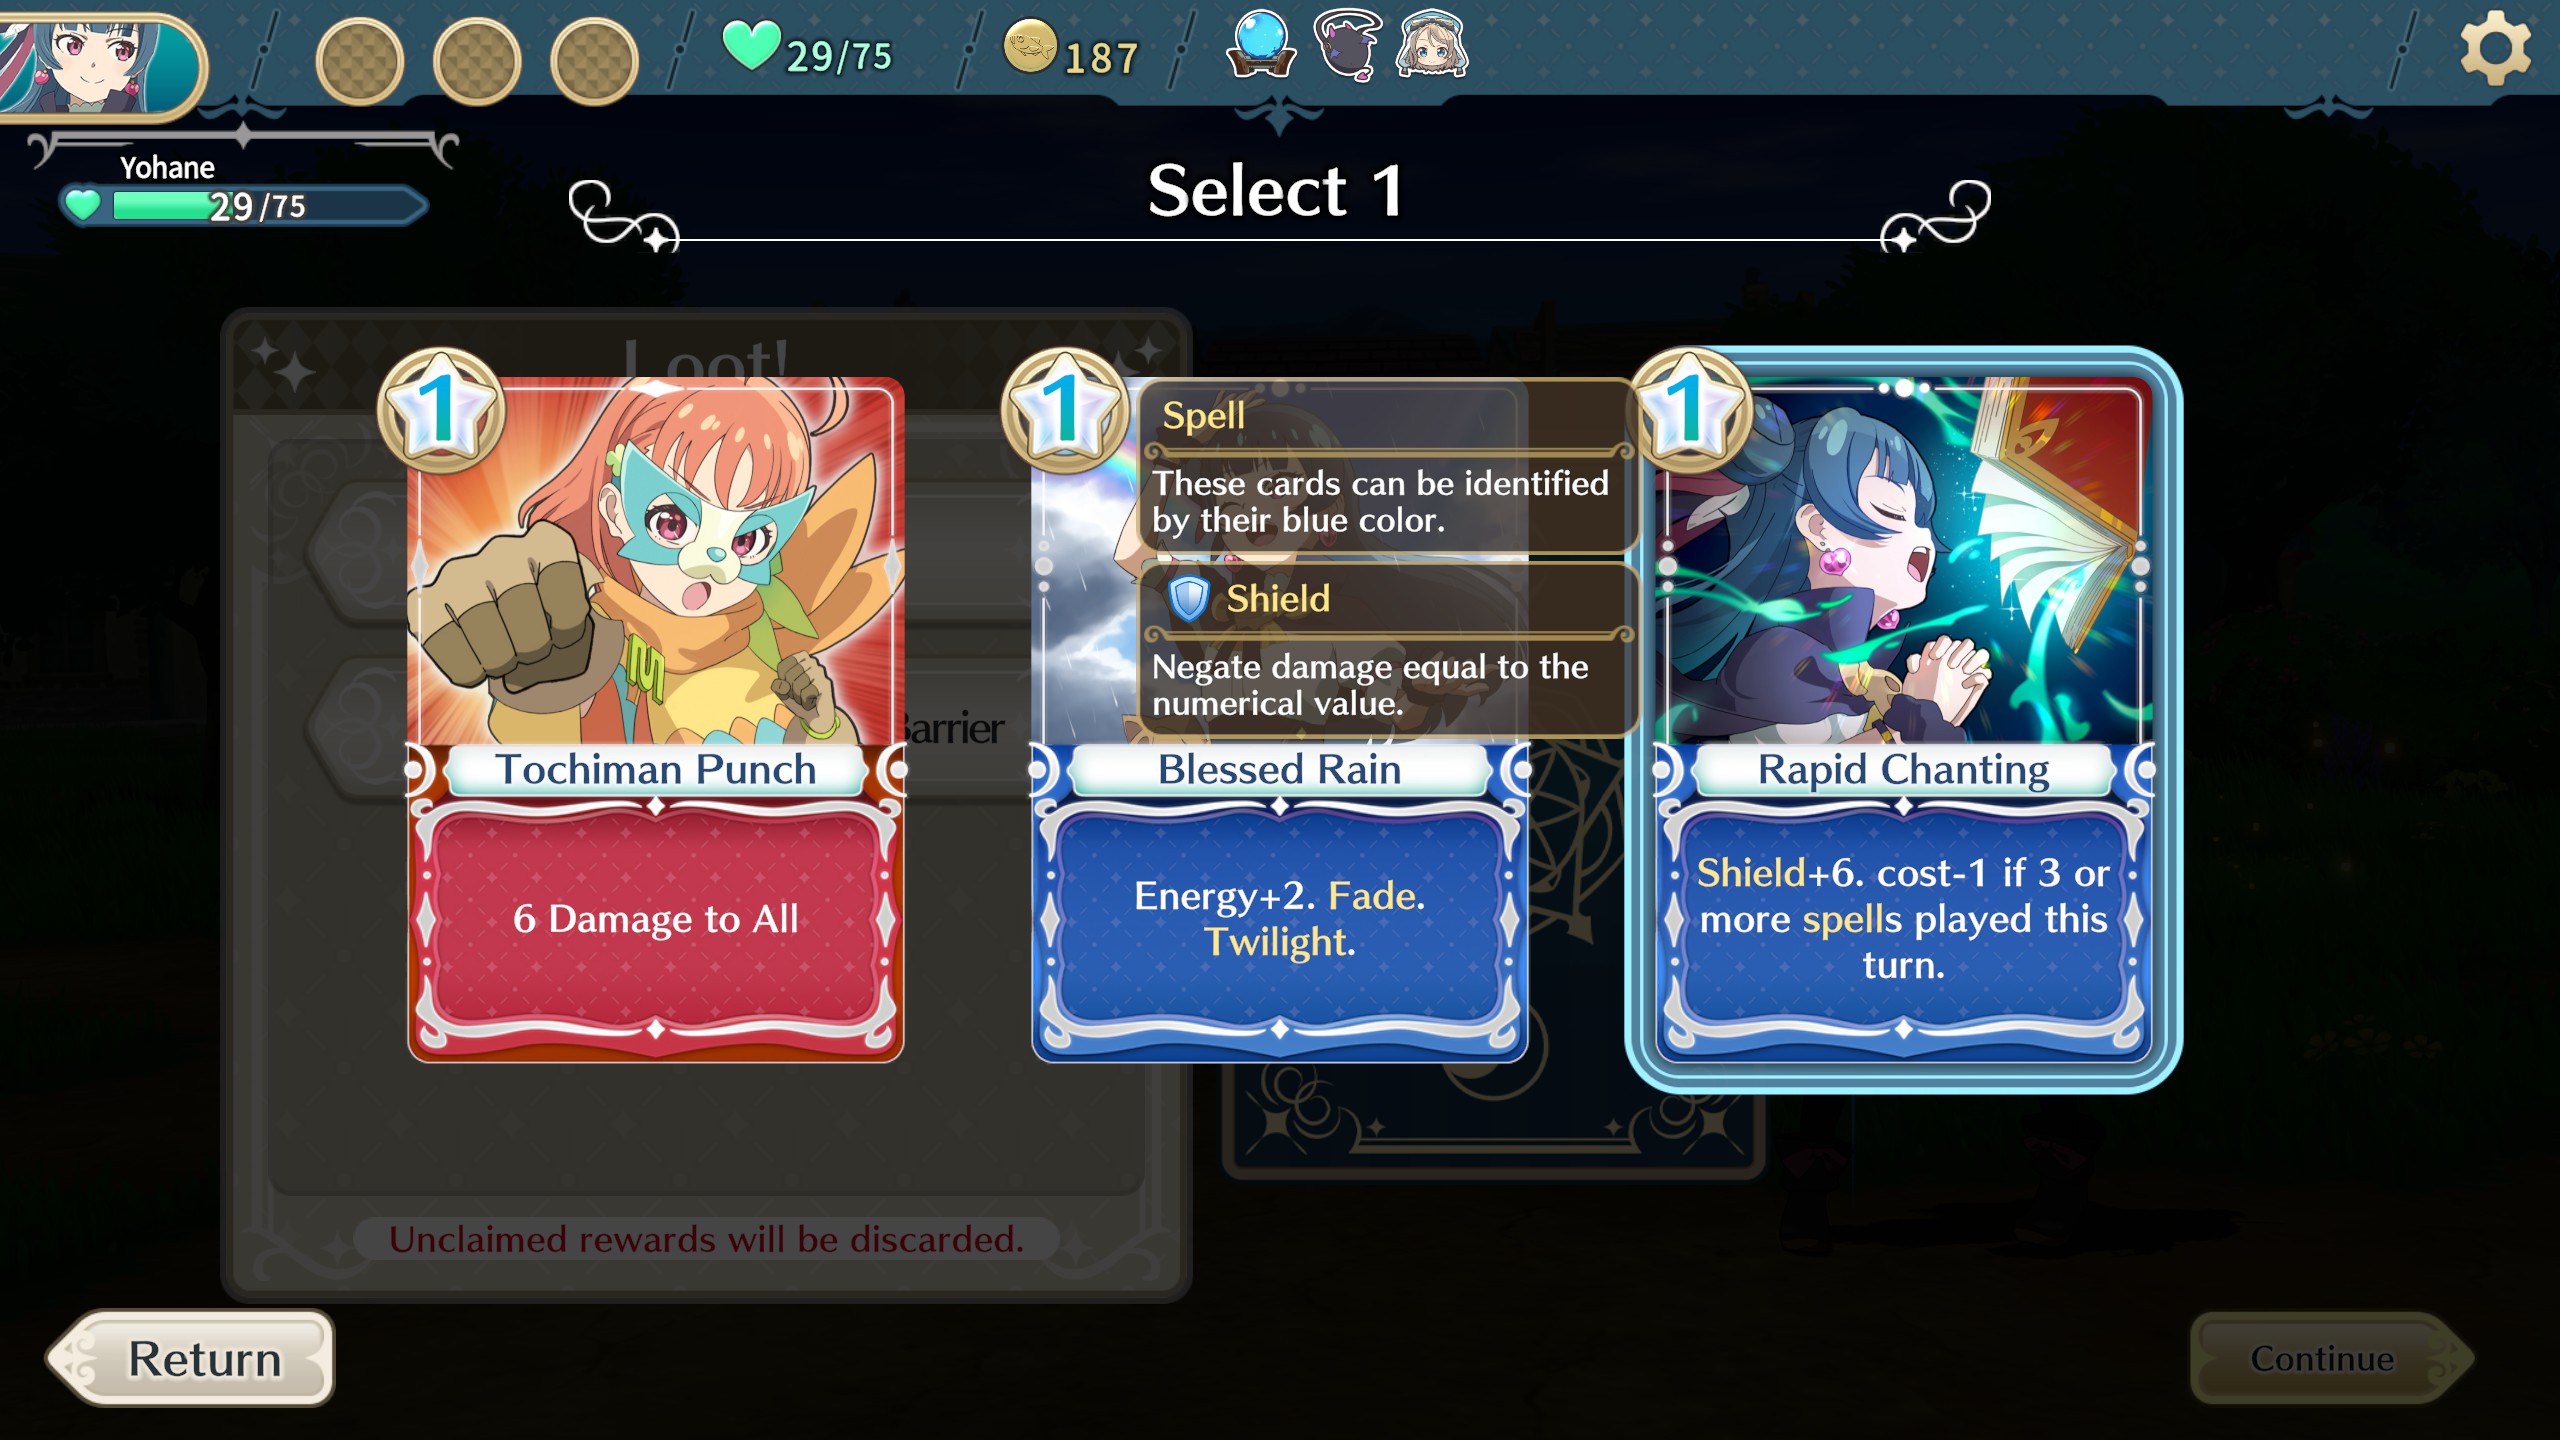 29/75
187
Yohane
29/75
Select 1
Loot!
1
1
1
Spell
These cards can be identified
by their blue color.
Shield
Negate damage equal to the
numerical value.
Barrier
Tochiman Punch
Blessed Rain
Rapid Chanting
6 Damage to All
Energy+2. Fade.
Twilight.
Shield+6. cost-1 if 3 or
more spells played this
turn.
Unclaimed rewards will be discarded.
Return
Continue